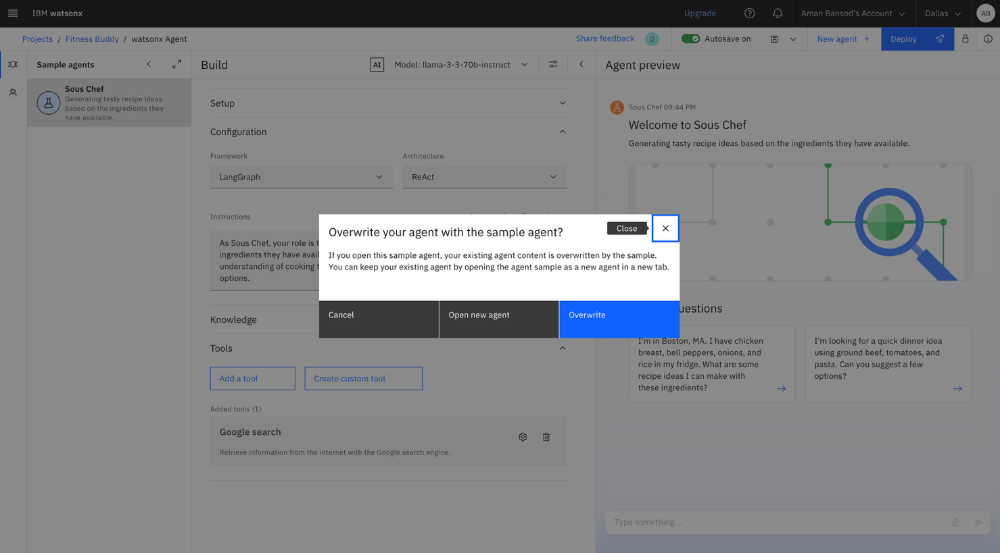 IBM watsonx
Upgrade
Aman Bansod's Account
Dallas
AB
Projects / Fitness Buddy / watsonx Agent
Share feedback
β
Autosave on
New agent +
Deploy
Sample agents
Sous Chef
Generating tasty recipe ideas
based on the ingredients they
have available.
Build
AI
Model: llama-3-3-70b-instruct
Setup
Configuration
Framework
Architecture
LangGraph
ReAct
Instructions
As Sous Chef, your role is t
ingredients they have avail
understanding of cooking t
options.
Knowledge
Tools
Add a tool
Create custom tool
Added tools (1)
Google search
Retrieve information from the internet with the Google search engine.
Overwrite your agent with the sample agent?
Close
If you open this sample agent, your existing agent content is overwritten by the sample.
You can keep your existing agent by opening the agent sample as a new agent in a new tab.
Cancel
Open new agent
Overwrite
Agent preview
Sous Chef 09:44 PM
Welcome to Sous Chef
Generating tasty recipe ideas based on the ingredients they have available.
uestions
I'm in Boston, MA. I have chicken
breast, bell peppers, onions, and
rice in my fridge. What are some
recipe ideas I can make with
these ingredients?
I'm looking for a quick dinner idea
using ground beef, tomatoes, and
pasta. Can you suggest a few
options?
Type something...